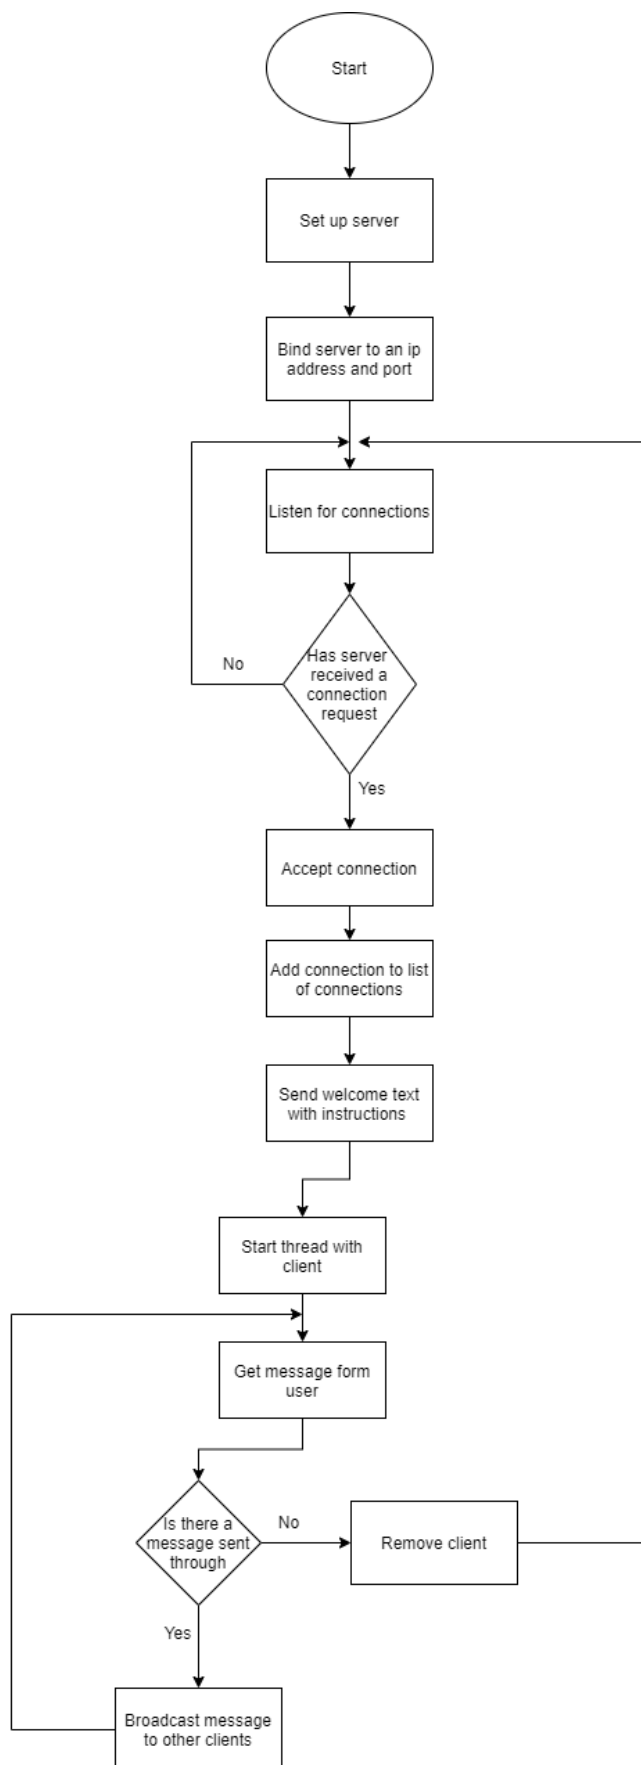 Start
Set up server
Bind server to an ip
address and port
Listen for connections
Has server
received a
connection
request
No
Yes
Accept connection
Add connection to list
of connections
Send welcome text
with instructions
Start thread with
client
Get message form
user
Is there a
message sent
through
No
Remove client
Yes
Broadcast message
to other clients